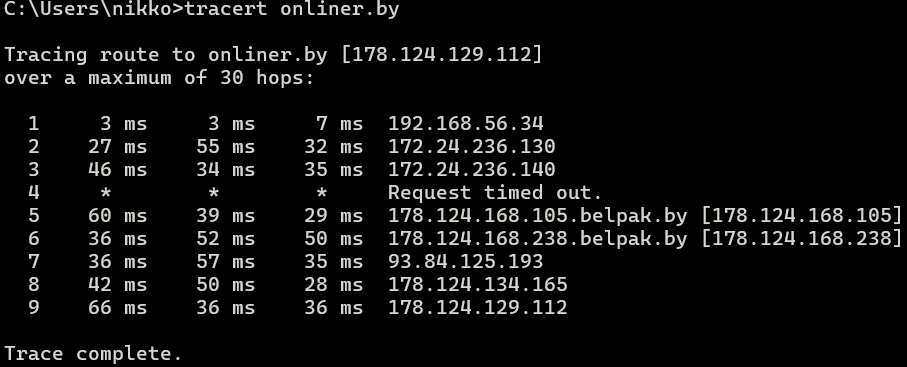 C:\Users\nikko>tracert onliner.by
Tracing route to onliner.by [178.124.129.112]
over a maximum of 30 hops:
1 3 ms 3 ms 7 ms 192.168.56.34
2 27 ms 55 ms 32 ms 172.24.236.130
3 46 ms 34 ms 35 ms 172.24.236.140
4 * * * Request timed out.
5 60 ms 39 ms 29 ms 178.124.168.105.belpak.by [178.124.168.105]
6 36 ms 52 ms 50 ms 178.124.168.238.belpak.by [178.124.168.238]
7 36 ms 57 ms 35 ms 93.84.125.193
8 42 ms 50 ms 28 ms 178.124.134.165
9 66 ms 36 ms 36 ms 178.124.129.112
Trace complete.